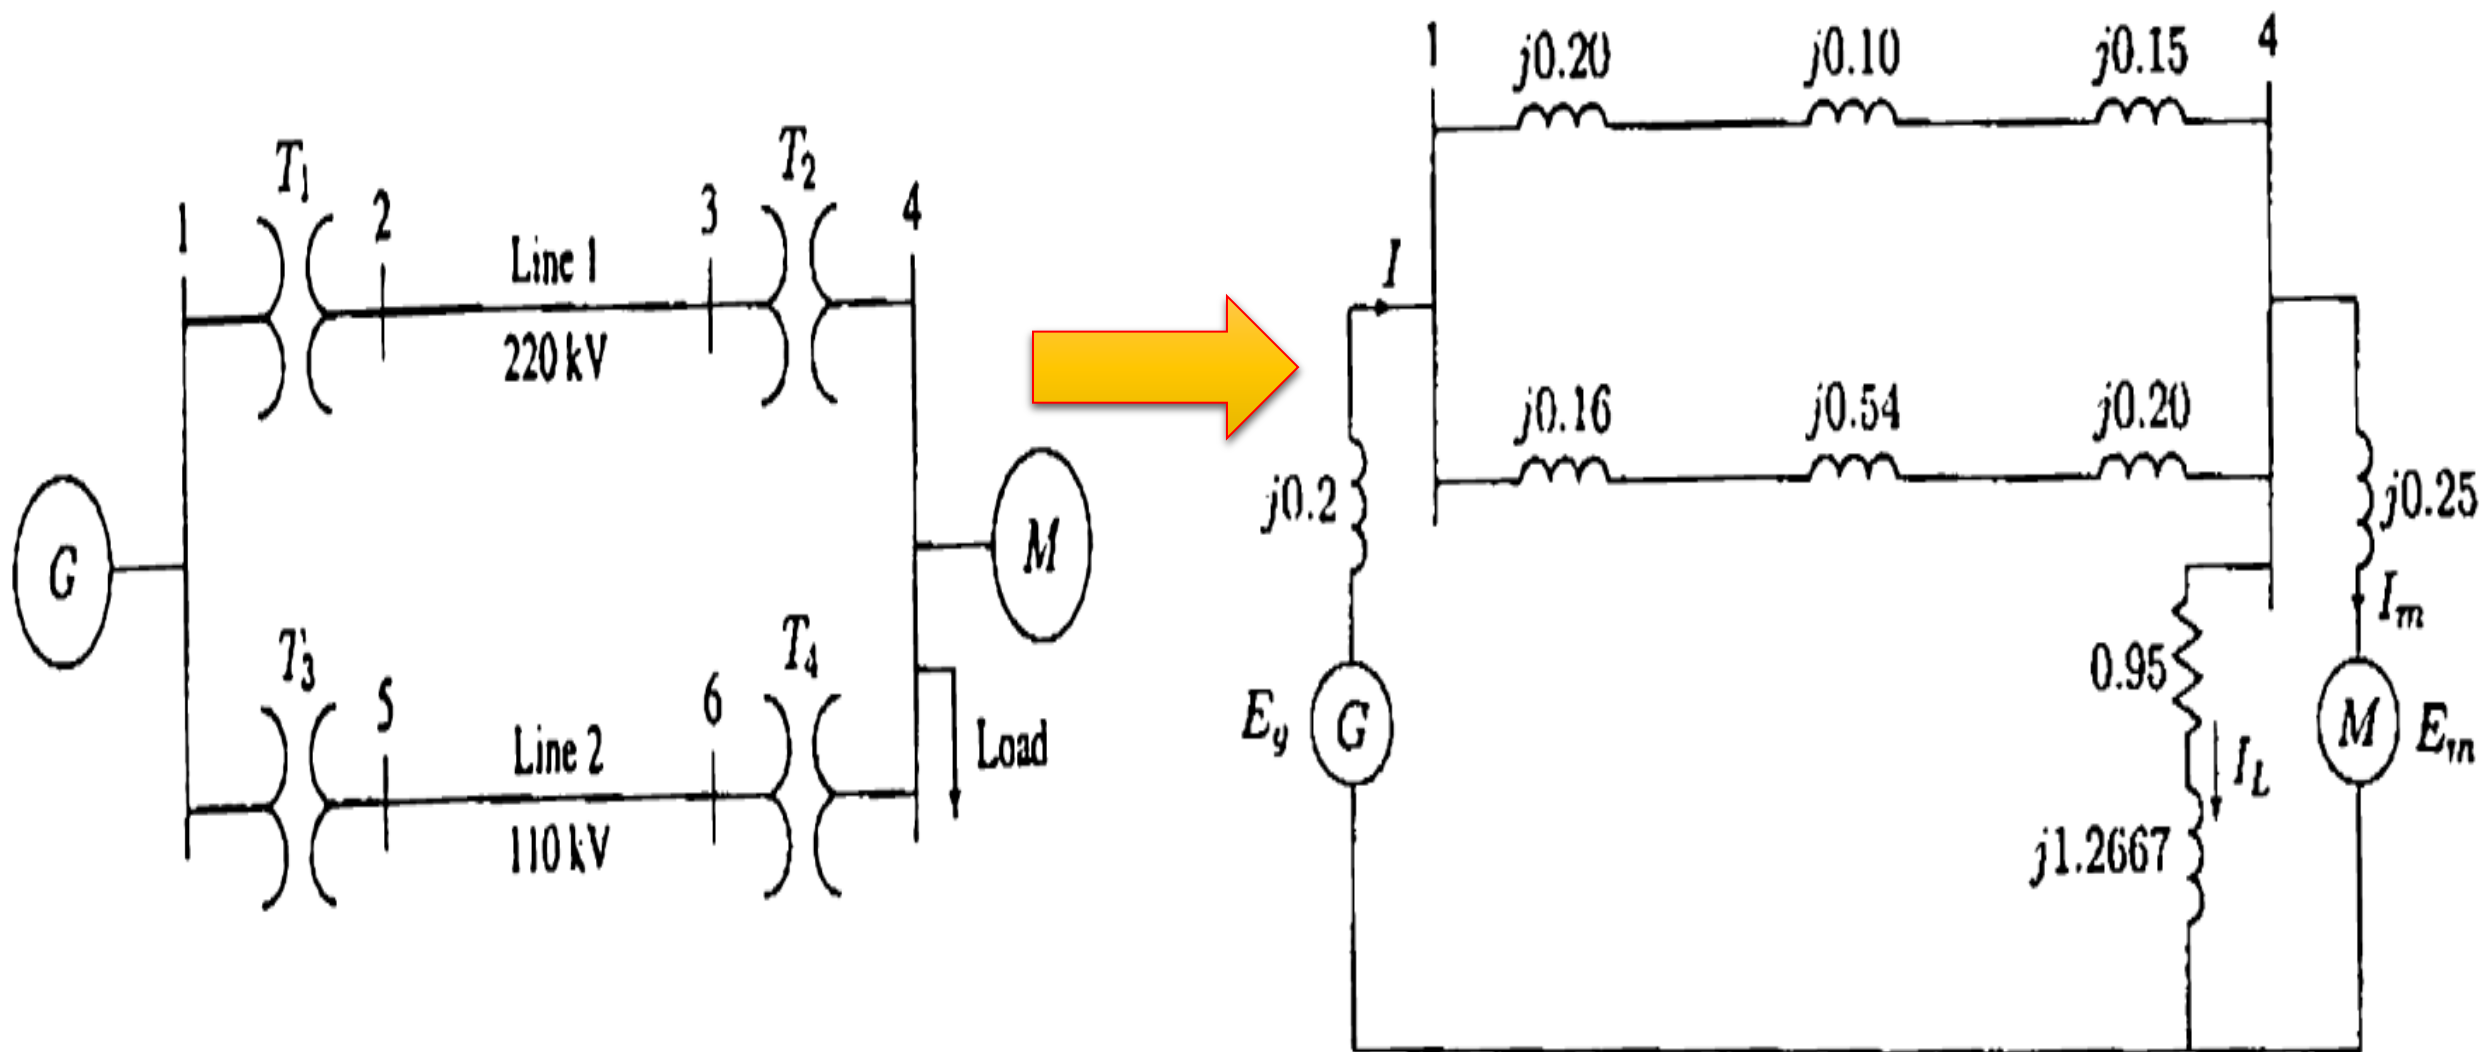 T1
T2
1
2
3
4
Line 1
220 kV
G
M
T3
T4
5
6
Line 2
110 kV
Load
1
j0.20
j0.10
j0.15
4
I
j0.16
j0.54
j0.20
j0.2
j0.25
Im
0.95
Eg
G
IL
M
Em
j1.2667